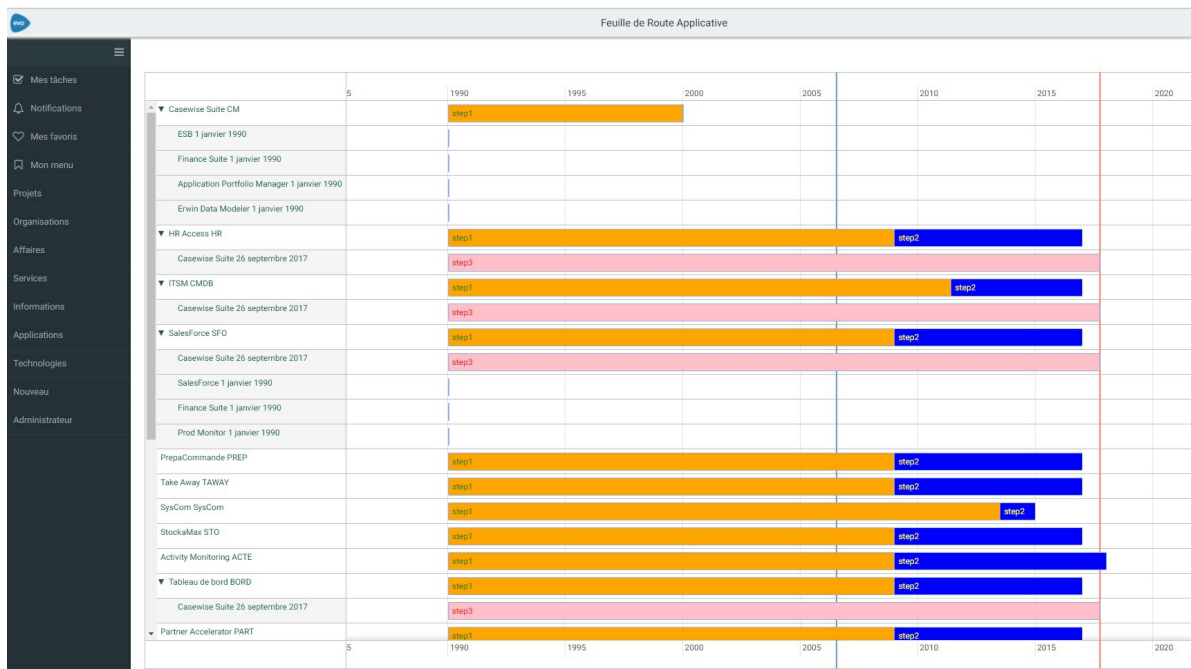 evo
Feuille de Route Applicative
Mes tâches
Notifications
Mes favoris
Mon menu
Projets
Organisations
Affaires
Services
Informations
Applications
Technologies
Nouveau
Administrateur
5 1990 1995 2000 2005 2010 2015 2020
▼ Casewise Suite CM step1
ESB 1 janvier 1990
Finance Suite 1 janvier 1990
Application Portfolio Manager 1 janvier 1990
Erwin Data Modeler 1 janvier 1990
▼ HR Access HR step1 step2
Casewise Suite 26 septembre 2017 step3
▼ ITSM CMDB step1 step2
Casewise Suite 26 septembre 2017 step3
▼ SalesForce SFO step1 step2
Casewise Suite 26 septembre 2017 step3
SalesForce 1 janvier 1990
Finance Suite 1 janvier 1990
Prod Monitor 1 janvier 1990
PrepaCommande PREP step1 step2
Take Away TAWAY step1 step2
SysCom SysCom step1 step2
StockaMax STO step1 step2
Activity Monitoring ACTE step1 step2
▼ Tableau de bord BORD step1 step2
Casewise Suite 26 septembre 2017 step3
Partner Accelerator PART step1 step2
5 1990 1995 2000 2005 2010 2015 2020